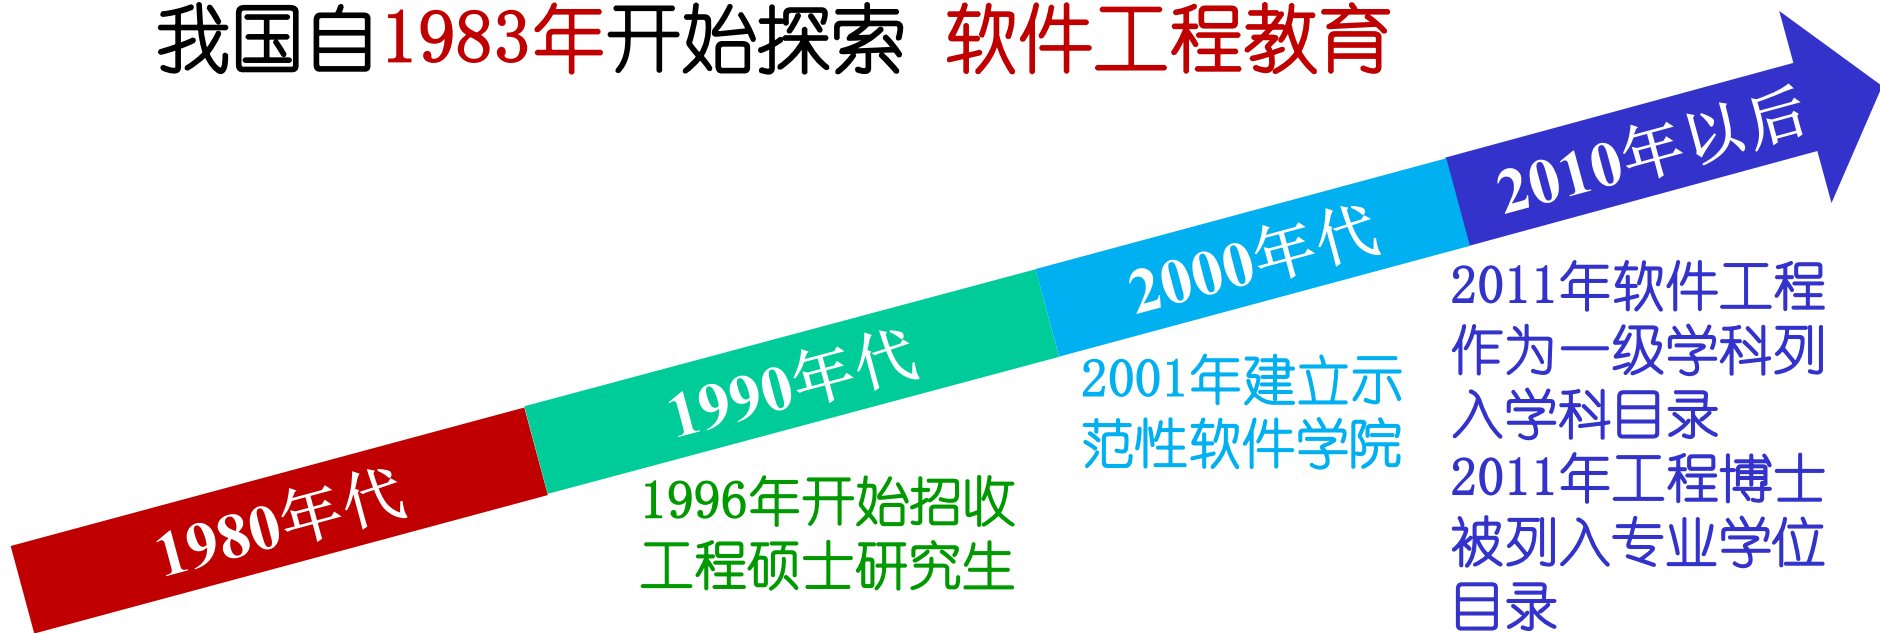 我国自1983年开始探索 软件工程教育
1980年代
1990年代
1996年开始招收
工程硕士研究生
2000年代
2001年建立示
范性软件学院
2010年以后
2011年软件工程
作为一级学科列
入学科目录
2011年工程博士
被列入专业学位
目录